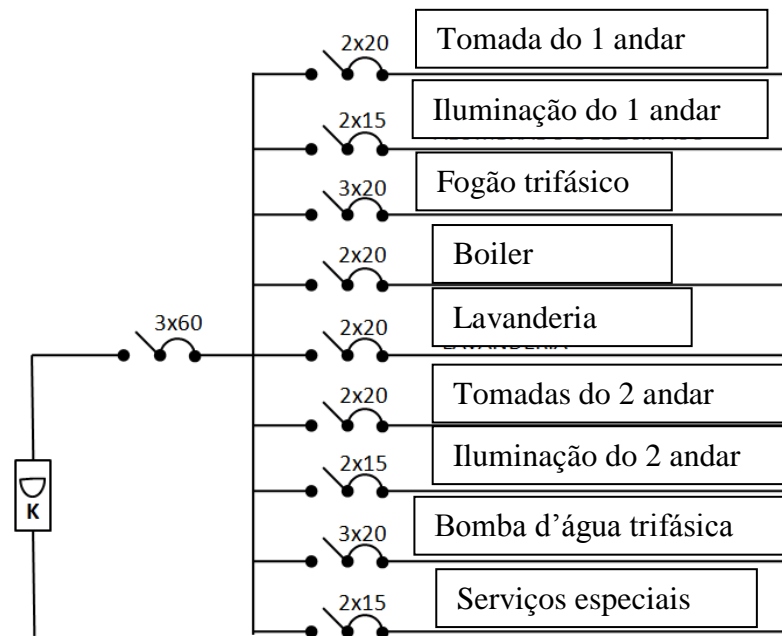 2x20
Tomada do 1 andar
2x15
Iluminação do 1 andar
3x20
Fogão trifásico
2x20
Boiler
3x60
2x20
Lavanderia
2x20
Tomadas do 2 andar
2x15
Iluminação do 2 andar
K
3x20
Bomba d’água trifásica
2x15
Serviços especiais